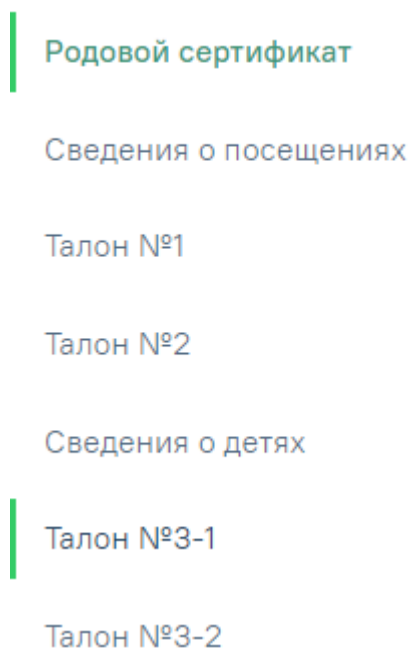 Родовой сертификат
Сведения о посещениях
Талон №1
Талон №2
Сведения о детях
Талон №3-1
Талон №3-2